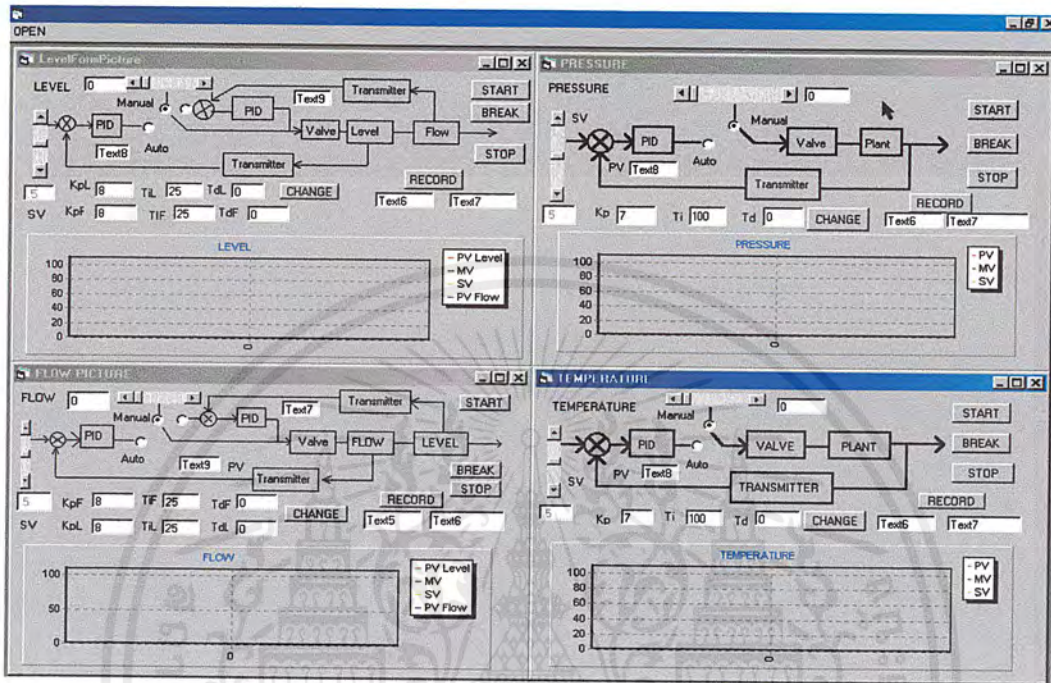 OPEN
LevelFormPicture
LEVEL 0
Manual
Transmitter
START
PID
Text9
BREAK
PID
Valve
Level
Flow
Auto
Text8
Transmitter
STOP
RECORD
5 KpL 8 TiL 25 TdL 0 CHANGE
Text6 Text7
SV KpF 8 TIF 25 TdF 0
LEVEL
100
80
60
40
20
0
0
PV Level
MV
SV
PV Flow
PRESSURE
PRESSURE
0
SV
START
Manual
PID
Valve
Plant
BREAK
PV Text8
Auto
Transmitter
STOP
RECORD
5 Kp 7 Ti 100 Td 0 CHANGE Text6 Text7
PRESSURE
100
80
60
40
20
0
0
PV
MV
SV
FLOW PICTURE
FLOW 0
Manual
Transmitter
START
PID
Text7
PID
Valve
FLOW
LEVEL
Auto
Text9 PV
Transmitter
BREAK
STOP
RECORD
5 KpF 8 TiF 25 TdF 0
CHANGE
Text5 Text6
SV KpL 8 TiL 25 TdL 0
FLOW
100
50
0
0
PV Level
MV
SV
PV Flow
TEMPERATURE
TEMPERATURE
0
Manual
START
PID
VALVE
PLANT
BREAK
PV Text8
Auto
SV
TRANSMITTER
STOP
RECORD
5 Kp 7 Ti 100 Td 0 CHANGE Text6 Text7
TEMPERATURE
100
80
60
40
20
0
0
PV
MV
SV